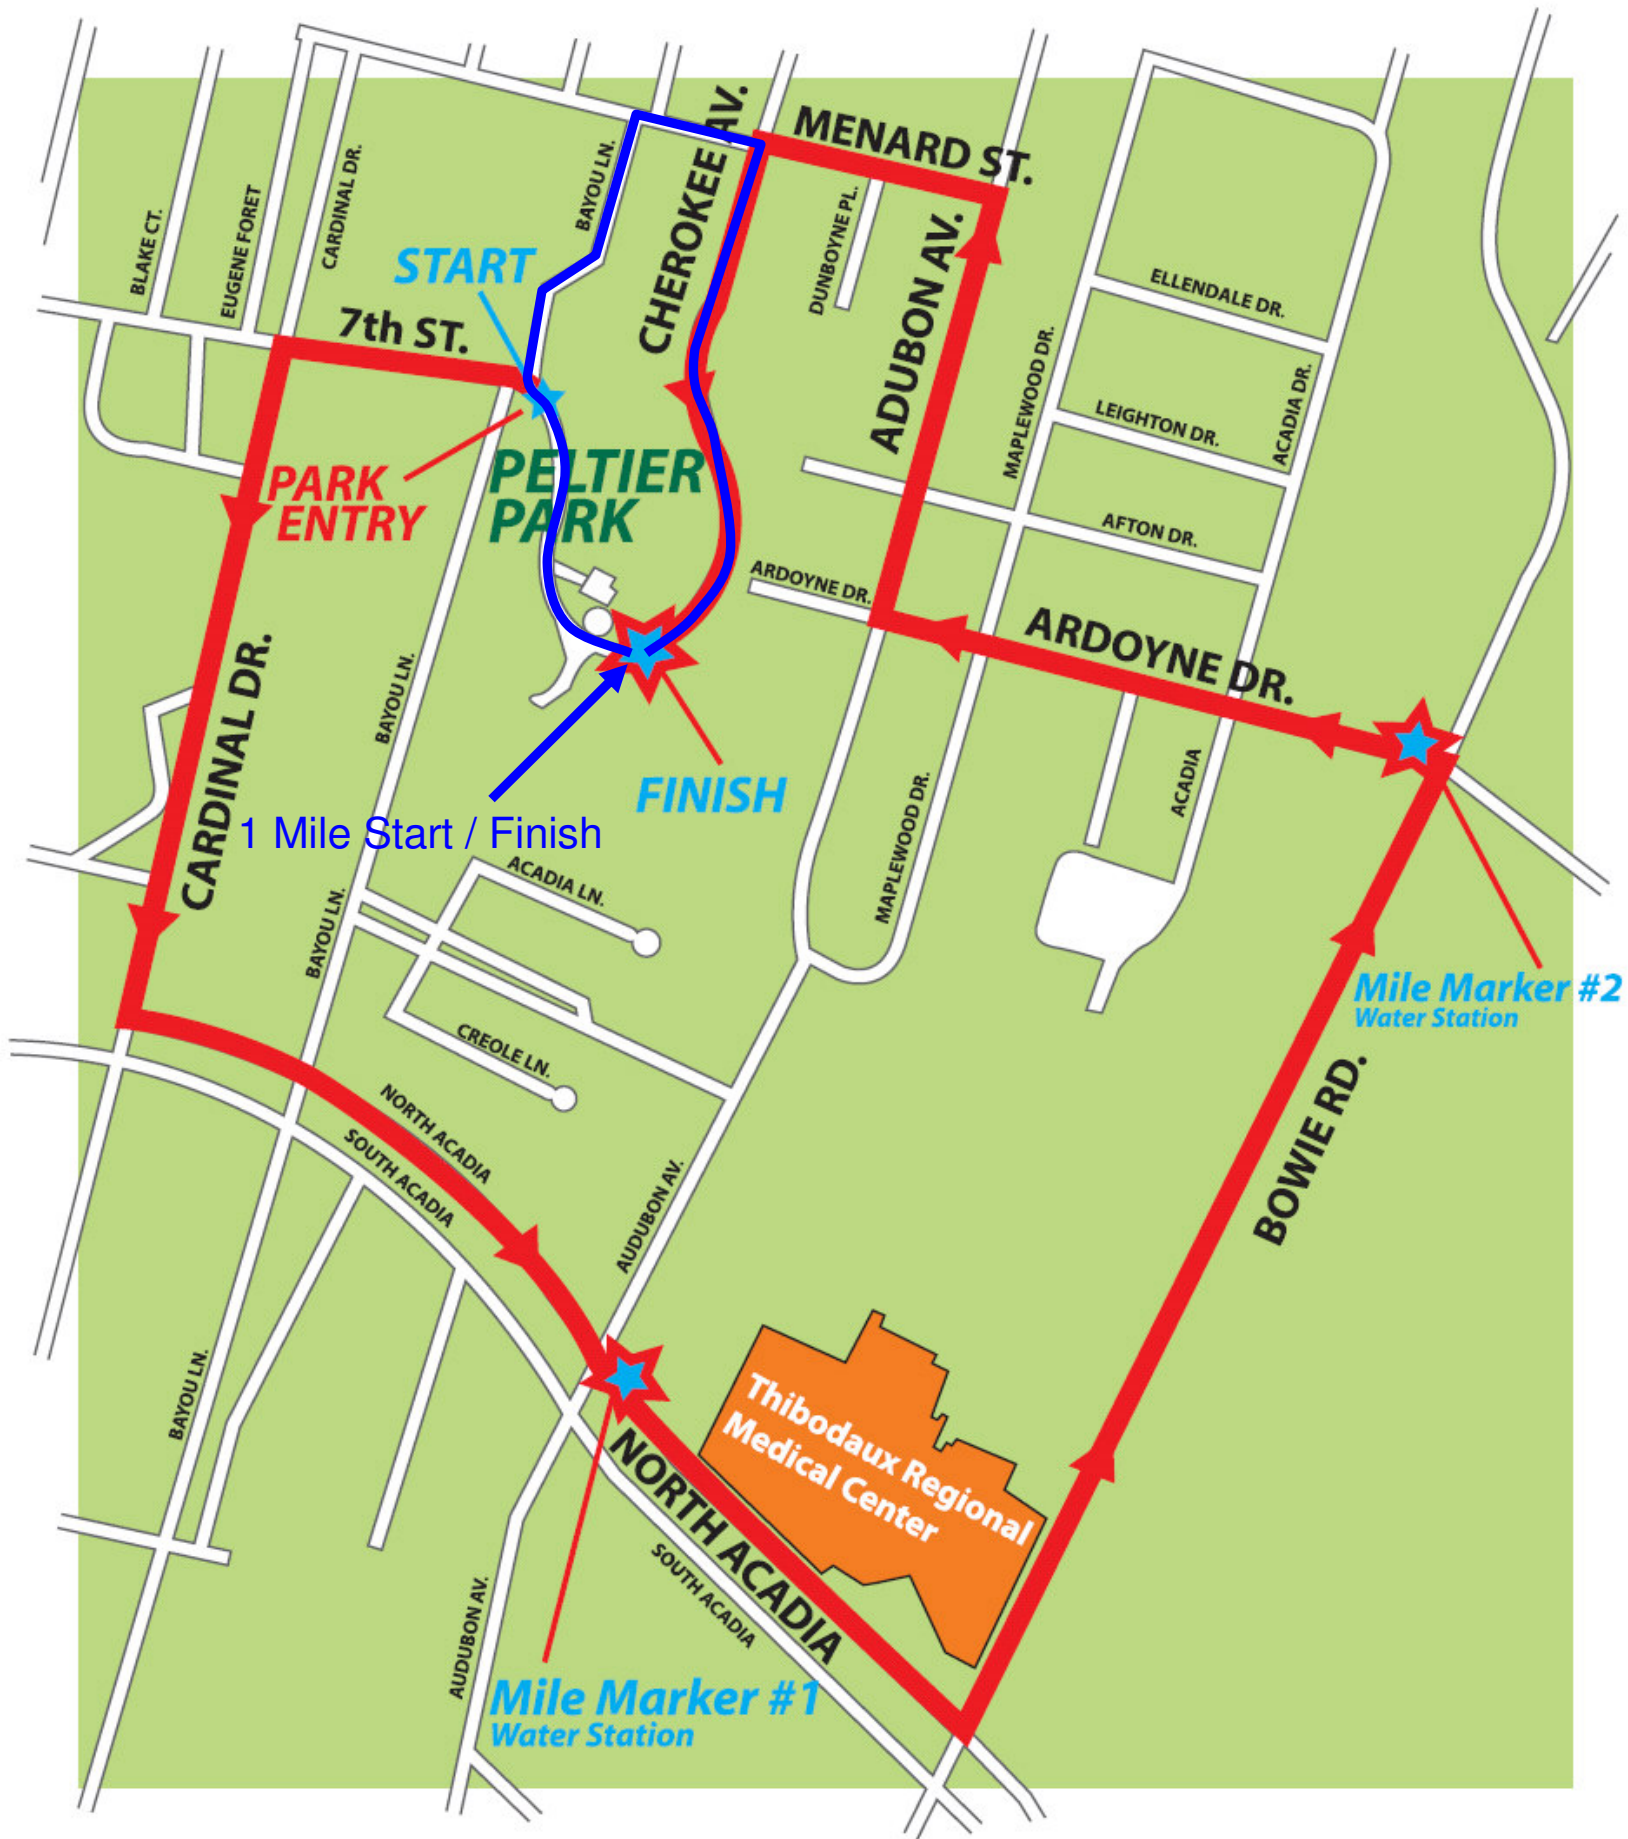 MENARD ST.
CHEROKEE AV.
BAYOU LN.
CARDINAL DR.
EUGENE FORET
BLAKE CT.
START
7th ST.
DUNBOYNE PL.
ADUBON AV.
ELLENDALE DR.
MAPLEWOOD DR.
LEIGHTON DR.
ACADIA DR.
PARK
ENTRY
PELTIER
PARK
AFTON DR.
ARDOYNE DR.
ARDOYNE DR.
CARDINAL DR.
BAYOU LN.
FINISH
1 Mile Start / Finish
ACADIA
MAPLEWOOD DR.
ACADIA LN.
BAYOU LN.
Mile Marker #2
Water Station
CREOLE LN.
NORTH ACADIA
SOUTH ACADIA
AUDUBON AV.
BOWIE RD.
BAYOU LN.
Thibodaux Regional
Medical Center
NORTH ACADIA
SOUTH ACADIA
AUDUBON AV.
Mile Marker #1
Water Station